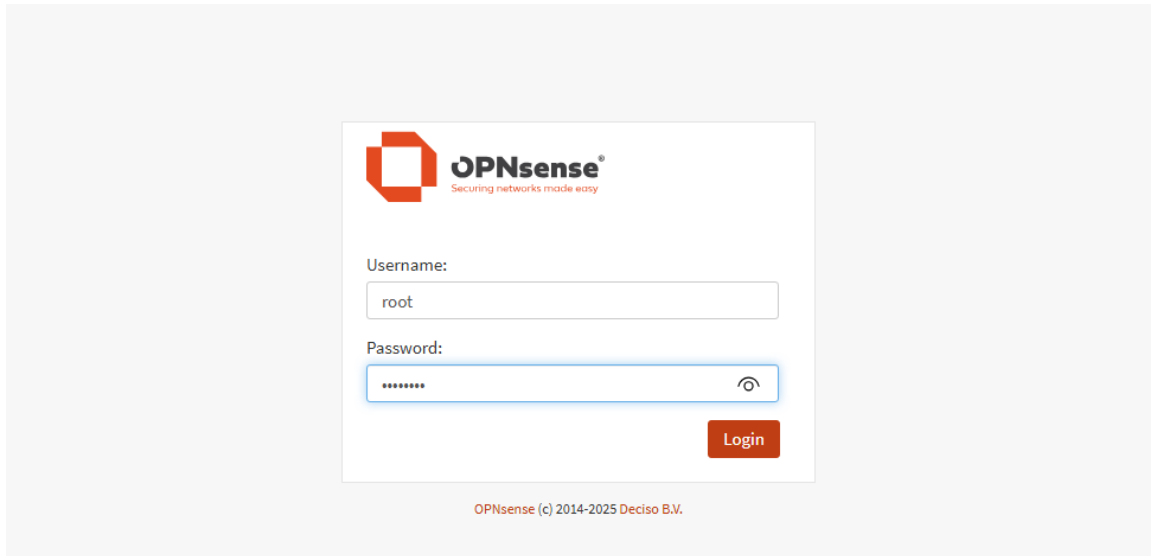 OPNsense®
Securing networks made easy
Username:
root
Password:
••••••••
Login
OPNsense (c) 2014-2025 Deciso B.V.